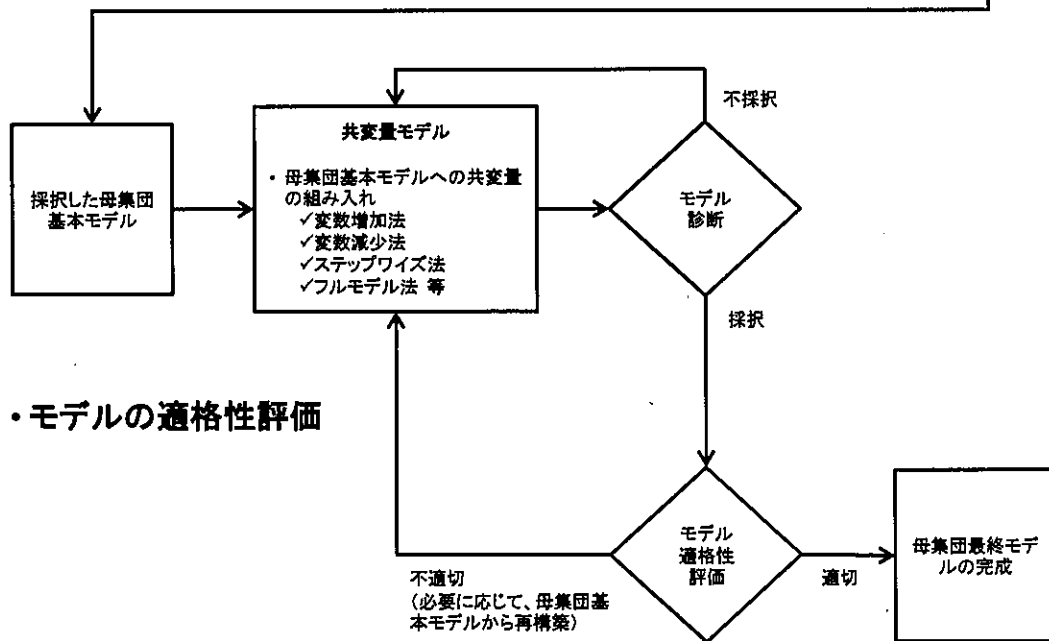 不採択
共変量モデル
・ 母集団基本モデルへの共変量
の組み入れ
✓変数増加法
✓変数減少法
✓ステップワイズ法
✓フルモデル法 等
採択した母集団
基本モデル
モデル
診断
採択
・モデルの適格性評価
モデル
適格性
評価
不適切
(必要に応じて、母集団基
本モデルから再構築)
適切
母集団最終モデ
ルの完成